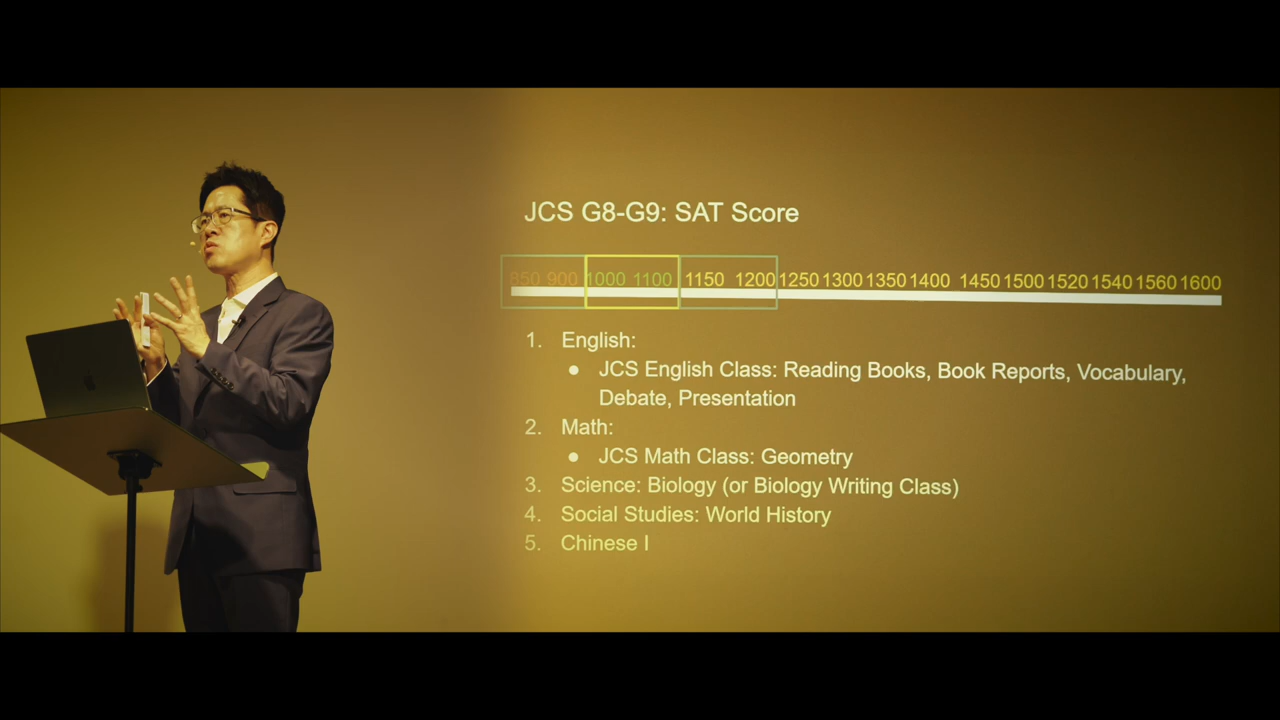 JCS G8-G9: SAT Score
850 900 1000 1100 1150 1200 1250 1300 1350 1400 1450 1500 1520 1540 1560 1600
1. English:
● JCS English Class: Reading Books, Book Reports, Vocabulary,
Debate, Presentation
2. Math:
● JCS Math Class: Geometry
3. Science: Biology (or Biology Writing Class)
4. Social Studies: World History
5. Chinese I